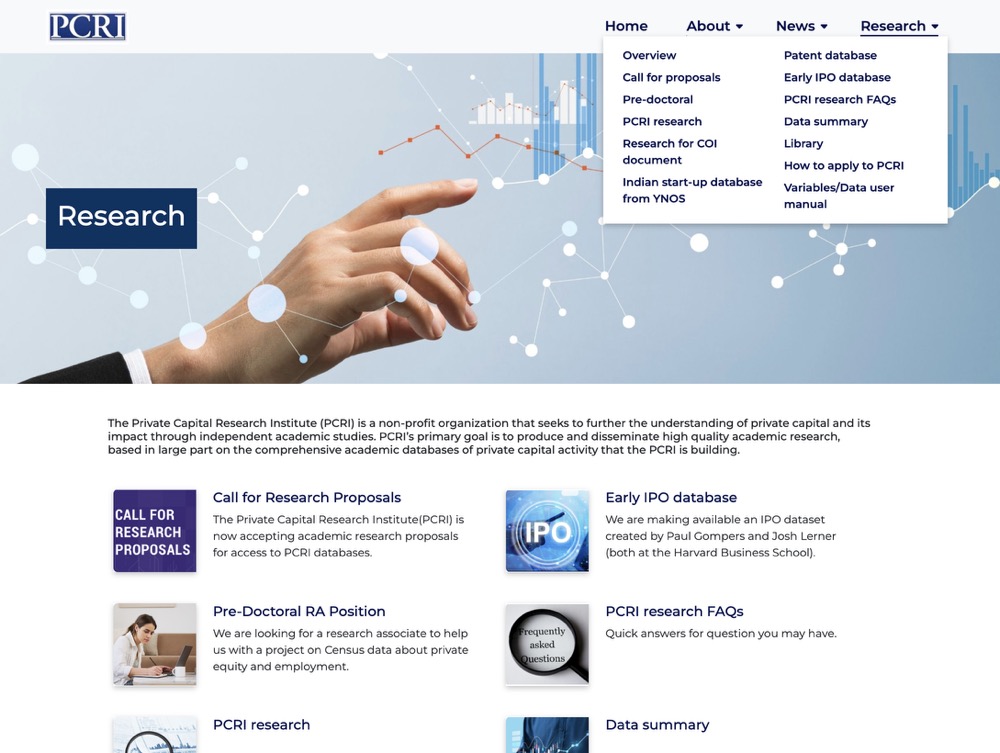 PCRI
Home
About
News
Research
Overview
Call for proposals
Pre-doctoral
PCRI research
Research for COI
document
Indian start-up database
from YNOS
Patent database
Early IPO database
PCRI research FAQs
Data summary
Library
How to apply to PCRI
Variables/Data user
manual
Research
The Private Capital Research Institute (PCRI) is a non-profit organization that seeks to further the understanding of private capital and its
impact through independent academic studies. PCRI's primary goal is to produce and disseminate high quality academic research,
based in large part on the comprehensive academic databases of private capital activity that the PCRI is building.
CALL FOR
RESEARCH
PROPOSALS
Call for Research Proposals
The Private Capital Research Institute(PCRI) is
now accepting academic research proposals
for access to PCRI databases.
IPO
Early IPO database
We are making available an IPO dataset
created by Paul Gompers and Josh Lerner
(both at the Harvard Business School).
Pre-Doctoral RA Position
We are looking for a research associate to help
us with a project on Census data about private
equity and employment.
Frequently
asked
Questions
PCRI research FAQs
Quick answers for question you may have.
PCRI research
Data summary